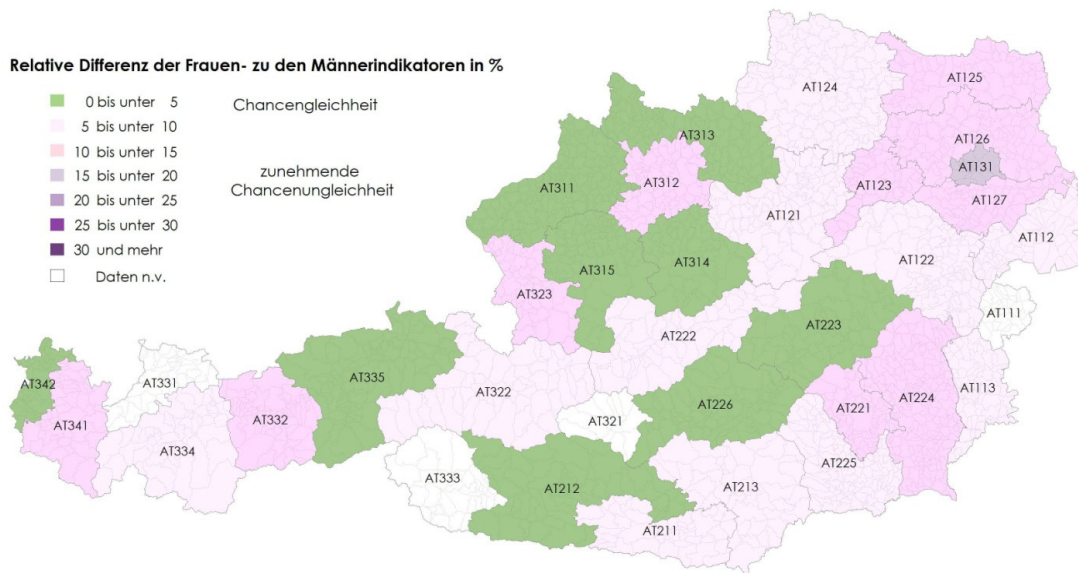 Relative Differenz der Frauen- zu den Männerindikatoren in %
0 bis unter 5 Chancengleichheit
5 bis unter 10
10 bis unter 15
15 bis unter 20 zunehmende
20 bis unter 25 Chancenungleichheit
25 bis unter 30
30 und mehr
Daten n.v.
AT124
AT125
AT313
AT126
AT131
AT311
AT312
AT123
AT127
AT121
AT112
AT122
AT315
AT314
AT323
AT111
AT222
AT223
AT342
AT331
AT335
AT113
AT322
AT226
AT221
AT224
AT341
AT332
AT321
AT334
AT225
AT333
AT212
AT213
AT211